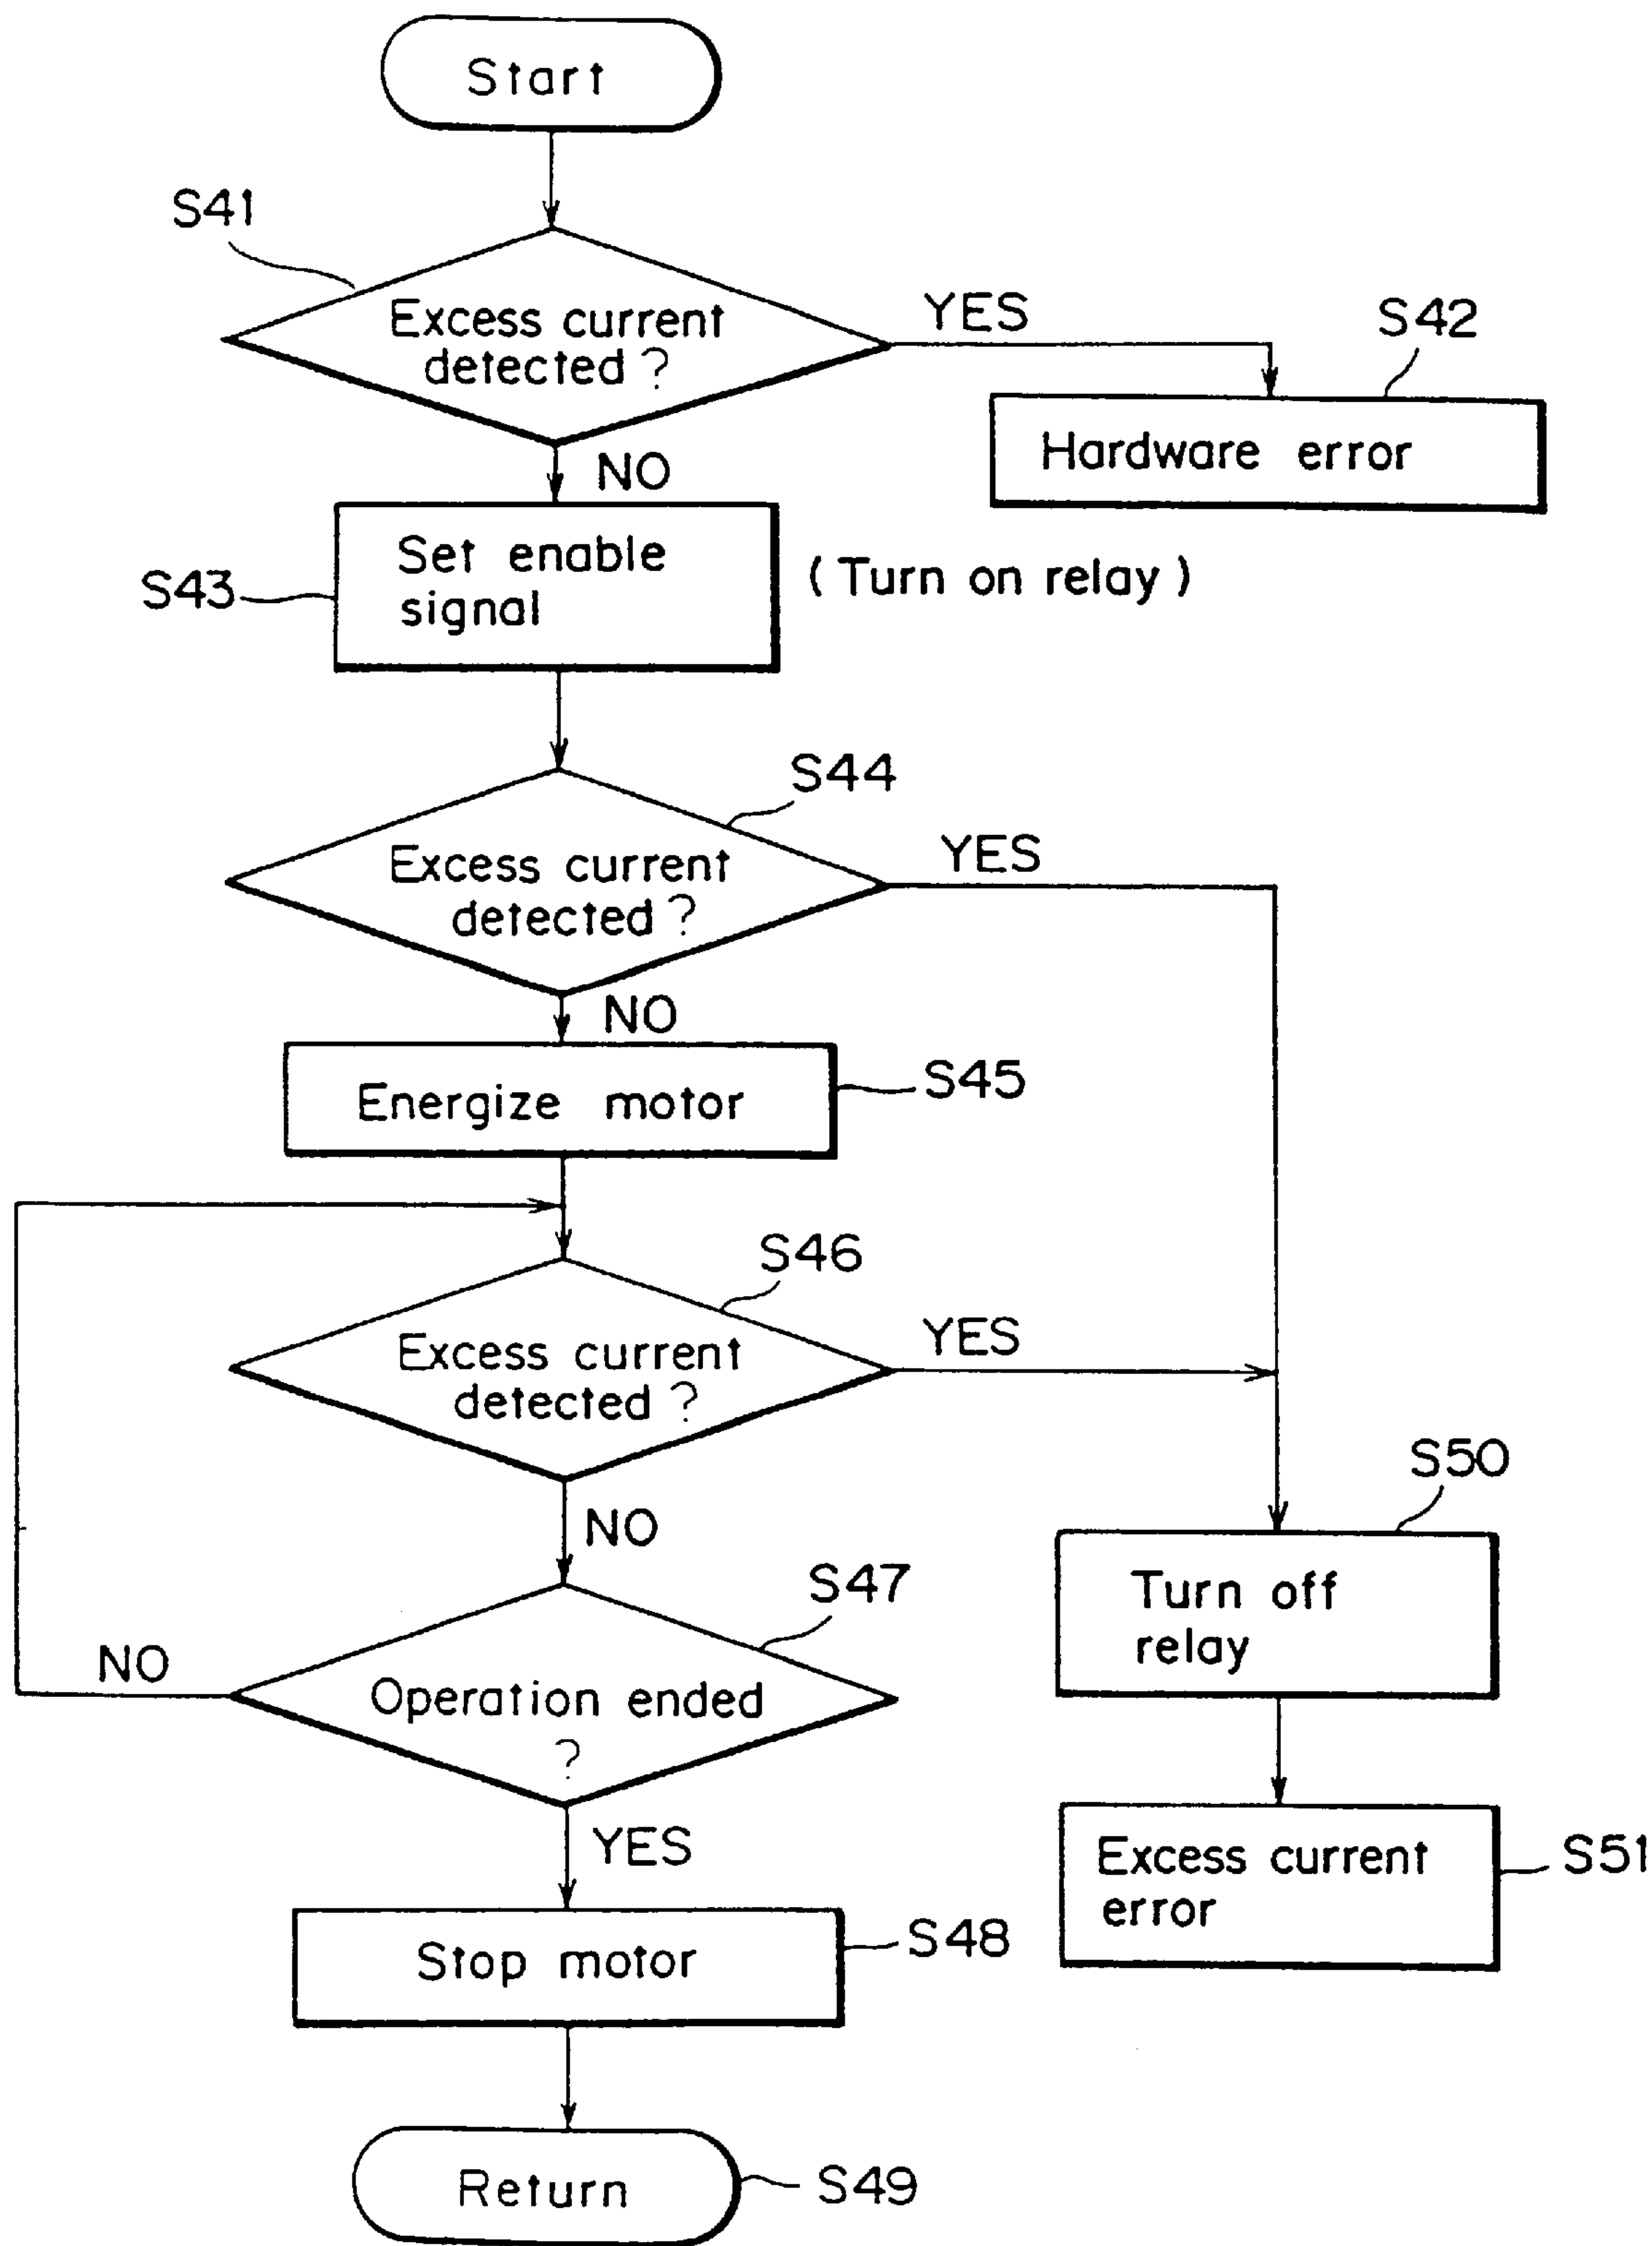 Start
S41
Excess current
detected ?
YES
S42
Hardware error
NO
S43
Set enable
signal
( Turn on relay )
S44
Excess current
detected ?
YES
NO
Energize motor
S45
S46
Excess current
detected ?
YES
NO
S50
Turn off
relay
S47
NO
Operation ended
?
YES
Excess current
error
S51
Stop motor
S48
Return
S49